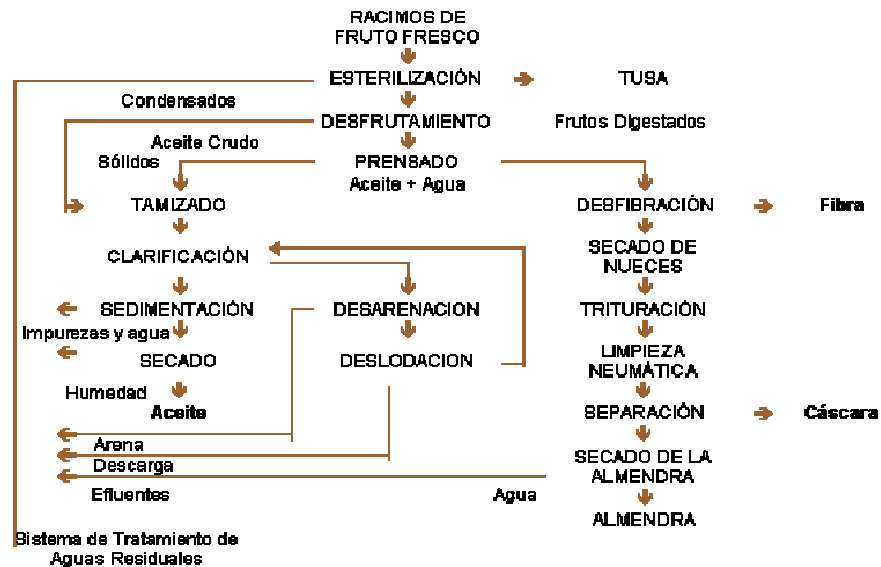 RACIMOS DE
FRUTO FRESCO
ESTERILIZACIÓN
TUSA
Condensados
DESFRUTAMIENTO
Frutos Digestados
Aceite Crudo
Sólidos
PRENSADO
Aceite + Agua
TAMIZADO
DESFIBRACIÓN
Fibra
CLARIFICACIÓN
SECADO DE
NUECES
SEDIMENTACIÓN
DESARENACION
TRITURACIÓN
Impurezas y agua
SECADO
DESLODACION
LIMPIEZA
NEUMÁTICA
Humedad
Aceite
SEPARACIÓN
Cáscara
Arena
Descarga
SECADO DE LA
ALMENDRA
Efluentes
Agua
ALMENDRA
Sistema de Tratamiento de
Aguas Residuales